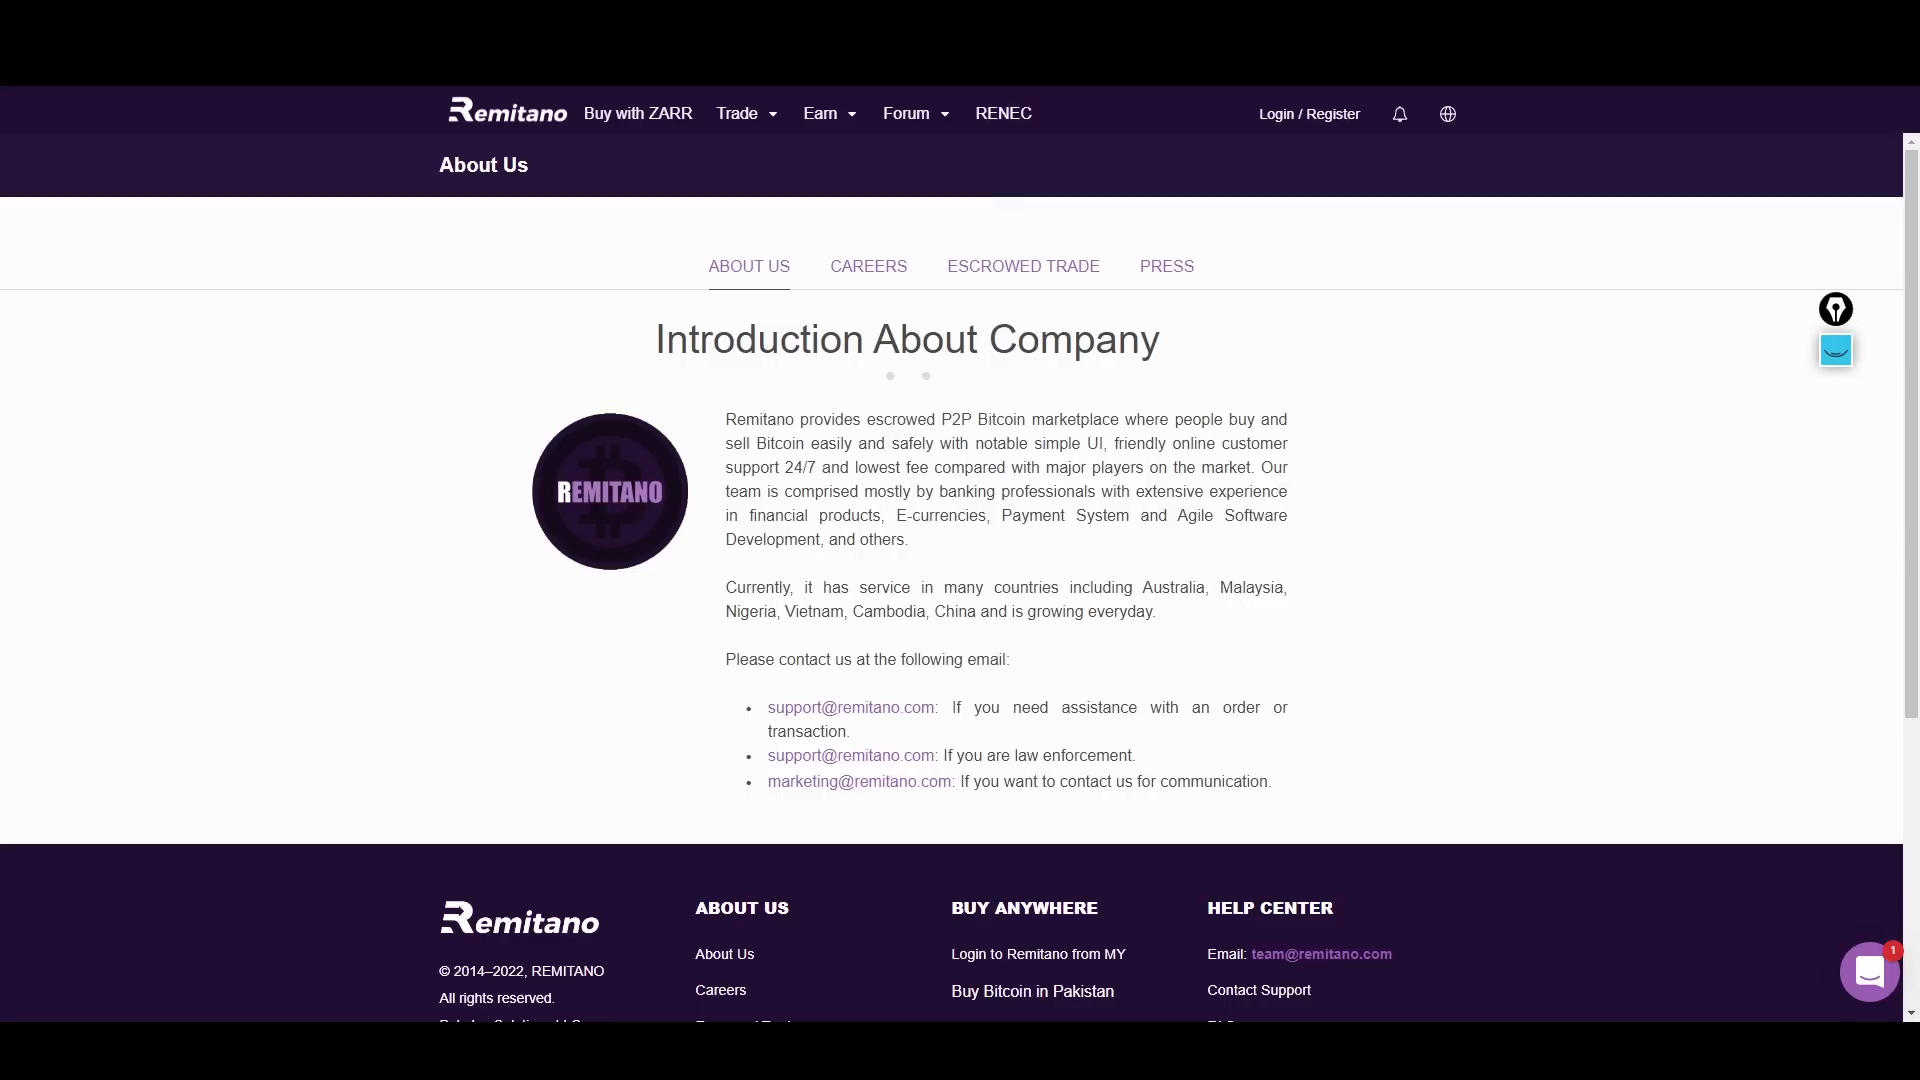 Remitano Buy with ZARR Trade Earn Forum RENEC Login / Register
About Us
ABOUT US CAREERS ESCROWED TRADE PRESS
Introduction About Company
REMITANO
Remitano provides escrowed P2P Bitcoin marketplace where people buy and
sell Bitcoin easily and safely with notable simple UI, friendly online customer
support 24/7 and lowest fee compared with major players on the market. Our
team is comprised mostly by banking professionals with extensive experience
in financial products, E-currencies, Payment System and Agile Software
Development, and others.
Currently, it has service in many countries including Australia, Malaysia,
Nigeria, Vietnam, Cambodia, China and is growing everyday.
Please contact us at the following email:
• support@remitano.com: If you need assistance with an order or
transaction.
• support@remitano.com: If you are law enforcement.
• marketing@remitano.com: If you want to contact us for communication.
Remitano
© 2014–2022, REMITANO
All rights reserved.
ABOUT US
About Us
Careers
BUY ANYWHERE
Login to Remitano from MY
Buy Bitcoin in Pakistan
HELP CENTER
Email: team@remitano.com
Contact Support
1